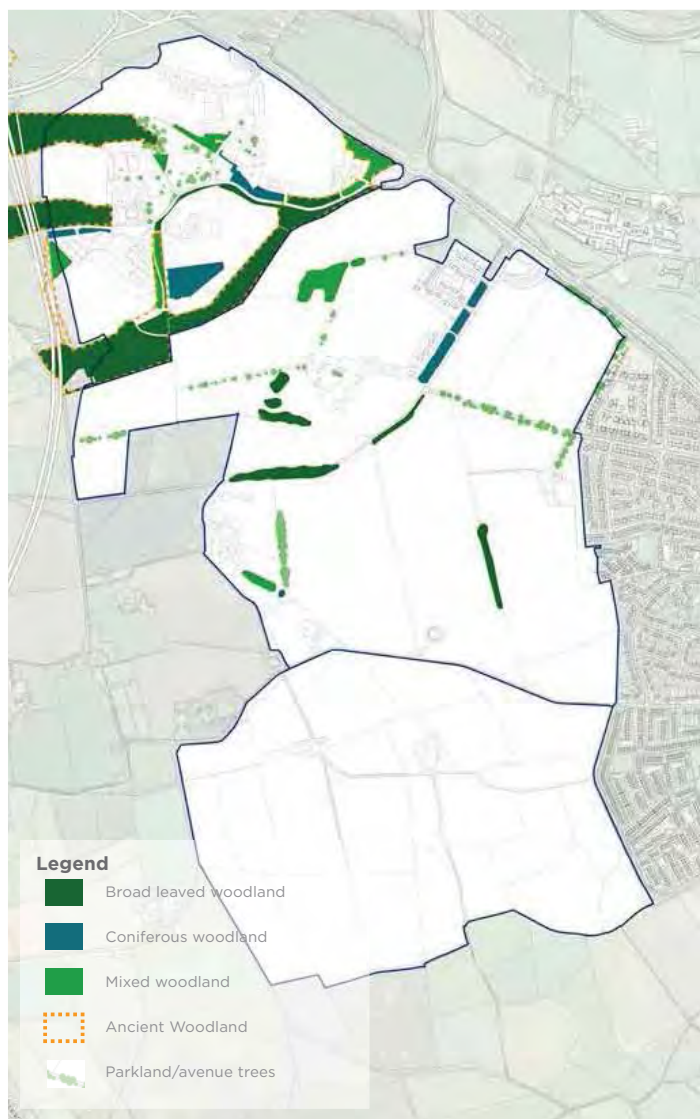 Legend
Broad leaved woodland
Coniferous woodland
Mixed woodland
Ancient Woodland
Parkland/avenue trees